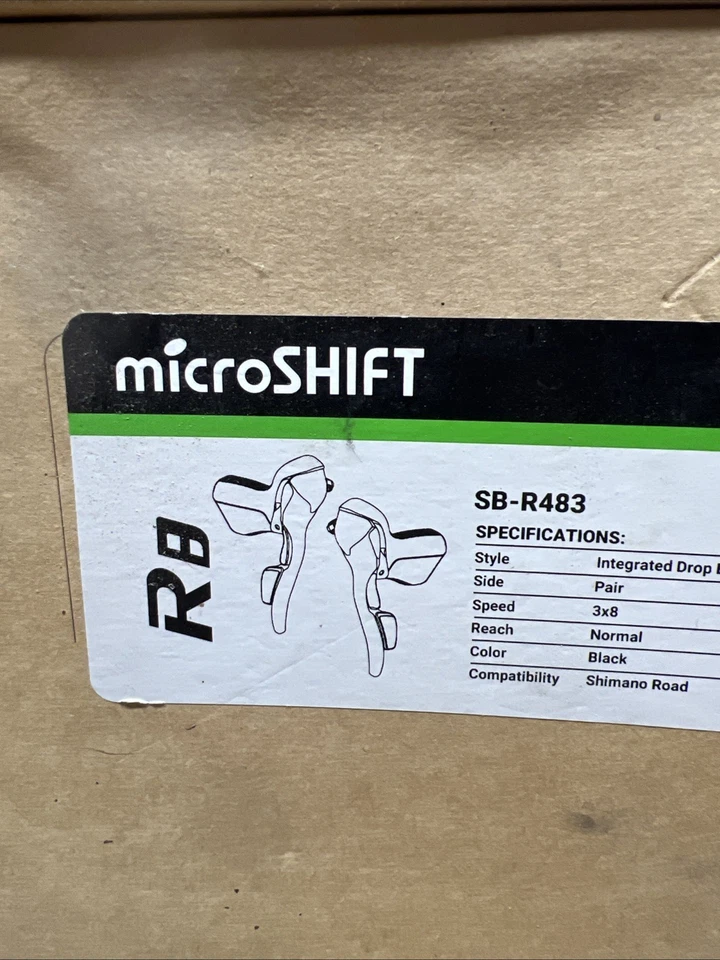 microSHIFT
R8
SB-R483
SPECIFICATIONS:
Style Integrated Drop
Side Pair
Speed 3x8
Reach Normal
Color Black
Compatibility Shimano Road